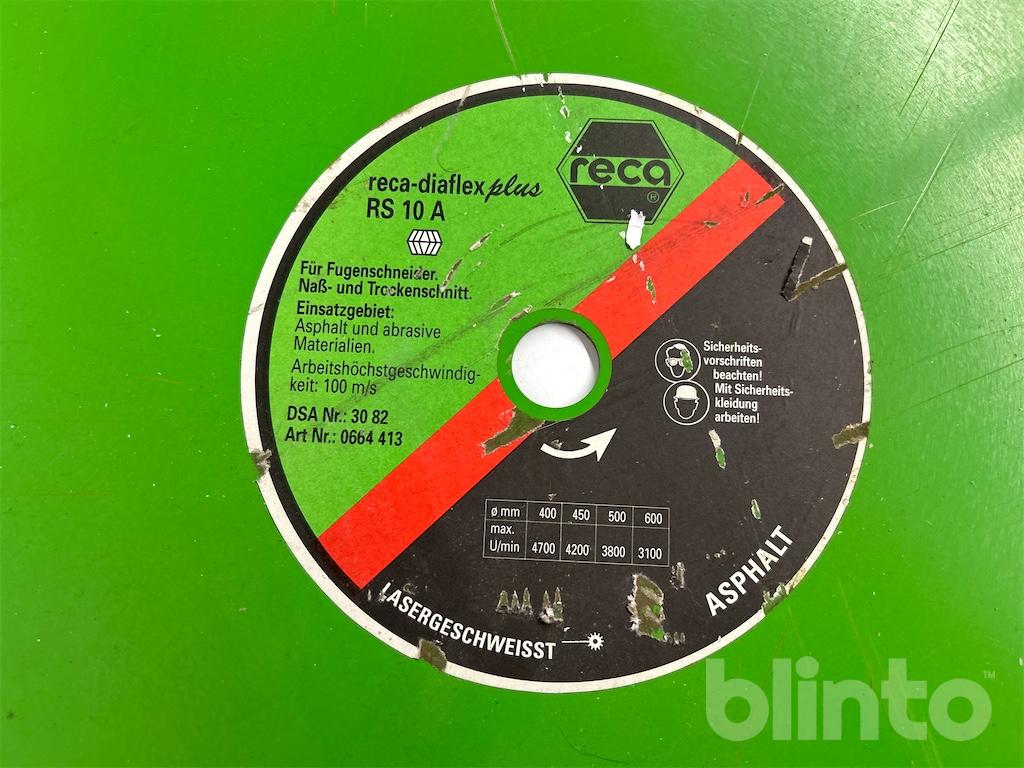 reca
®
reca-diaflex plus
RS 10 A
Für Fugenschneider.
Naß- und Trockenschnitt.
Einsatzgebiet:
Asphalt und abrasive
Materialien.
Arbeitshöchstgeschwindig-
keit: 100 m/s
DSA Nr.: 30 82
Art Nr.: 0664 413
Sicherheits-
vorschriften
beachten!
Mit Sicherheits-
kleidung
arbeiten!
ø mm 400 450 500 600
max.
U/min 4700 4200 3800 3100
LASERGESCHWEISST
ASPHALT
blinto™